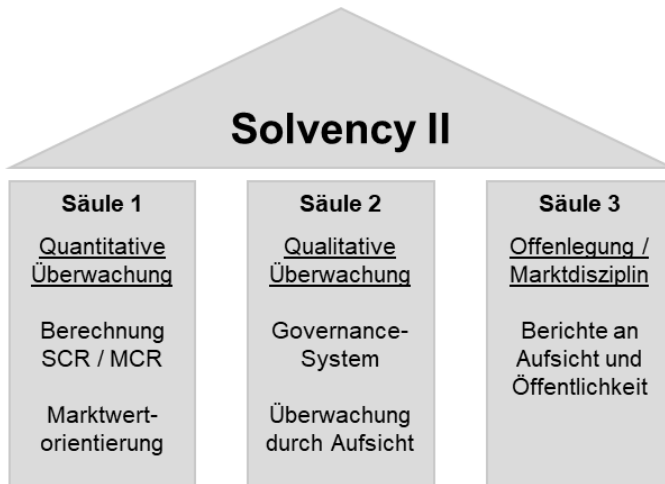 Solvency II
Säule 1
Quantitative
Überwachung
Berechnung
SCR / MCR
Marktwert-
orientierung
Säule 2
Qualitative
Überwachung
Governance-
System
Überwachung
durch Aufsicht
Säule 3
Offenlegung /
Marktdisziplin
Berichte an
Aufsicht und
Öffentlichkeit